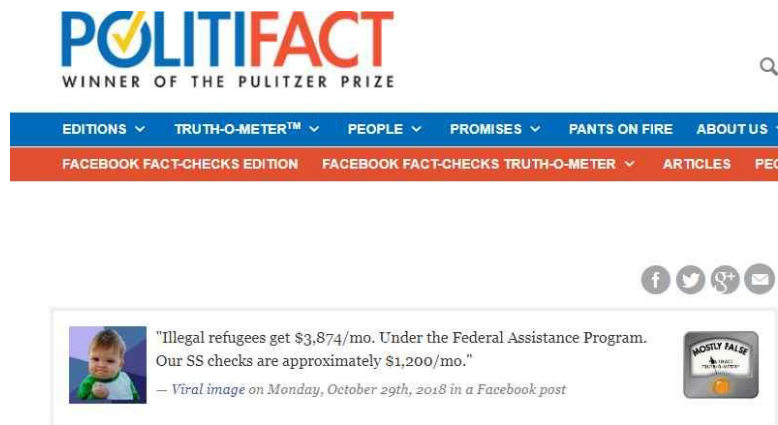 POLITIFACT
WINNER OF THE PULITZER PRIZE
EDITIONS TRUTH-O-METER™ PEOPLE PROMISES PANTS ON FIRE ABOUT US
FACEBOOK FACT-CHECKS EDITION FACEBOOK FACT-CHECKS TRUTH-O-METER ARTICLES PEO
"Illegal refugees get $3,874/mo. Under the Federal Assistance Program.
Our SS checks are approximately $1,200/mo."
— Viral image on Monday, October 29th, 2018 in a Facebook post
MOSTLY FALSE
TRUTH-O-METER™